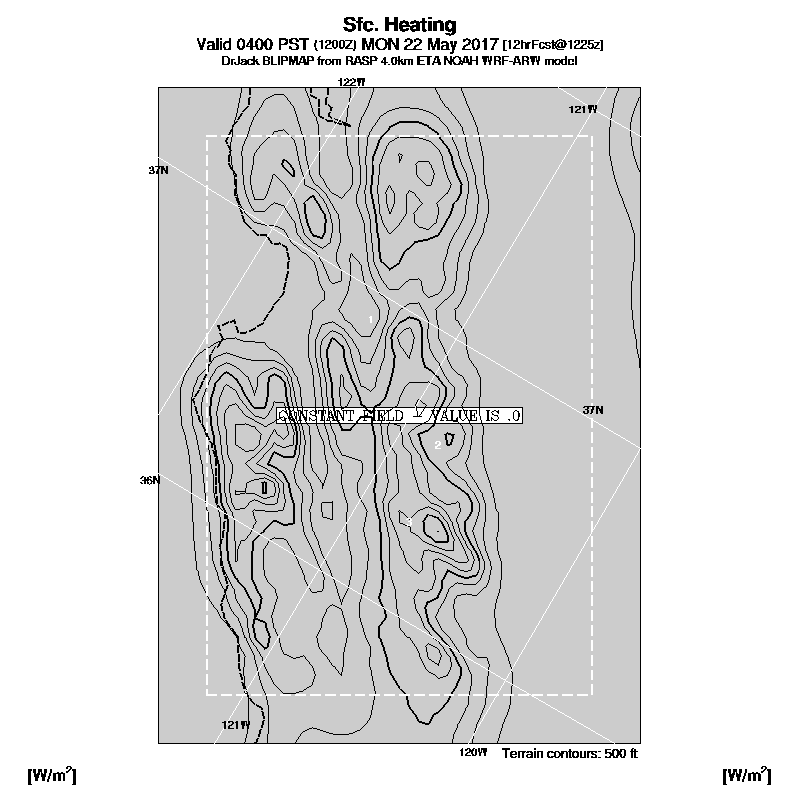 Sfc. Heating
Valid 0400 PST (1200Z) MON 22 May 2017 [12hrFcst@1225z]
DrJack BLIPMAP from RASP 4.0km ETA NOAH WRF-ARW model
122W
121W
37N
1
CONSTANT FIELD - VALUE IS .0
37N
2
36N
3
121W
120W
Terrain contours: 500 ft
[W/m²]
[W/m²]